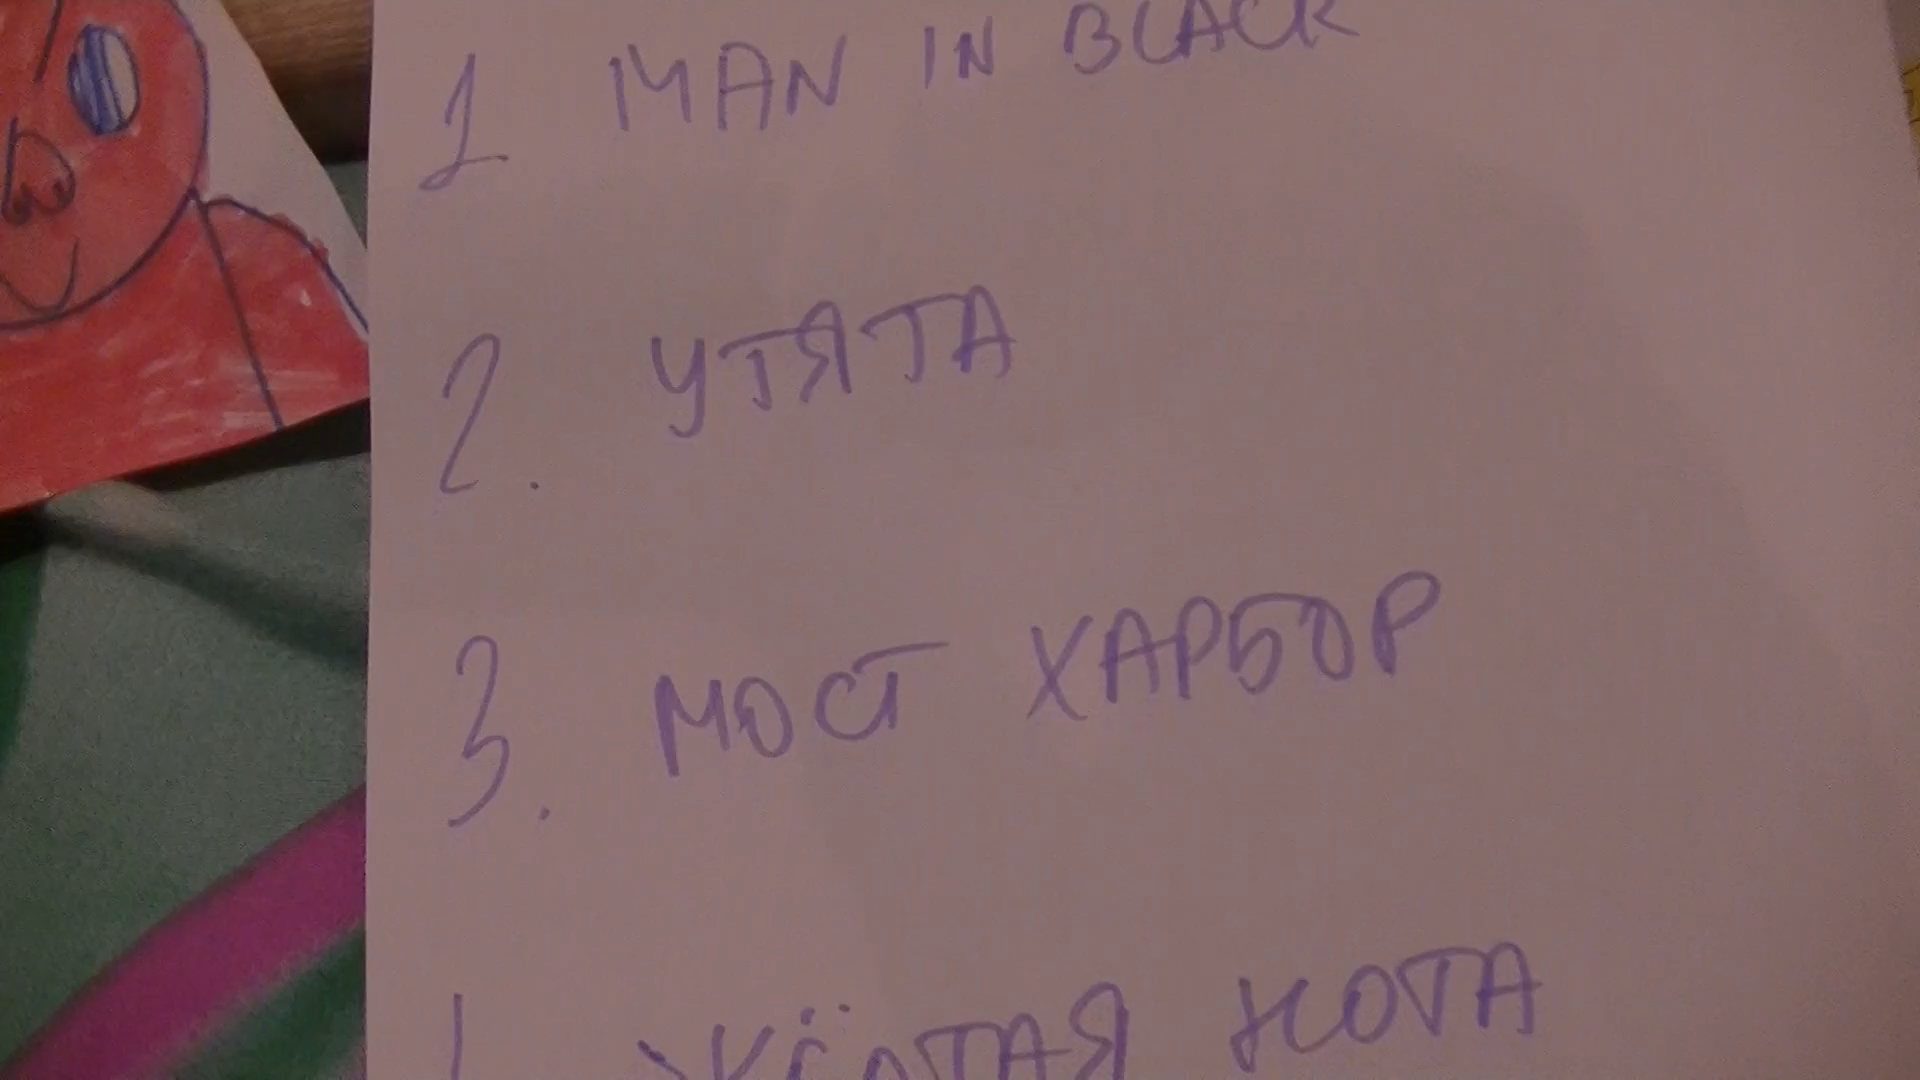 1 MAN IN BLACK
2. УТЯТА
3. МОСТ ХАРБОР
ЖЁЛТАЯ НОТА